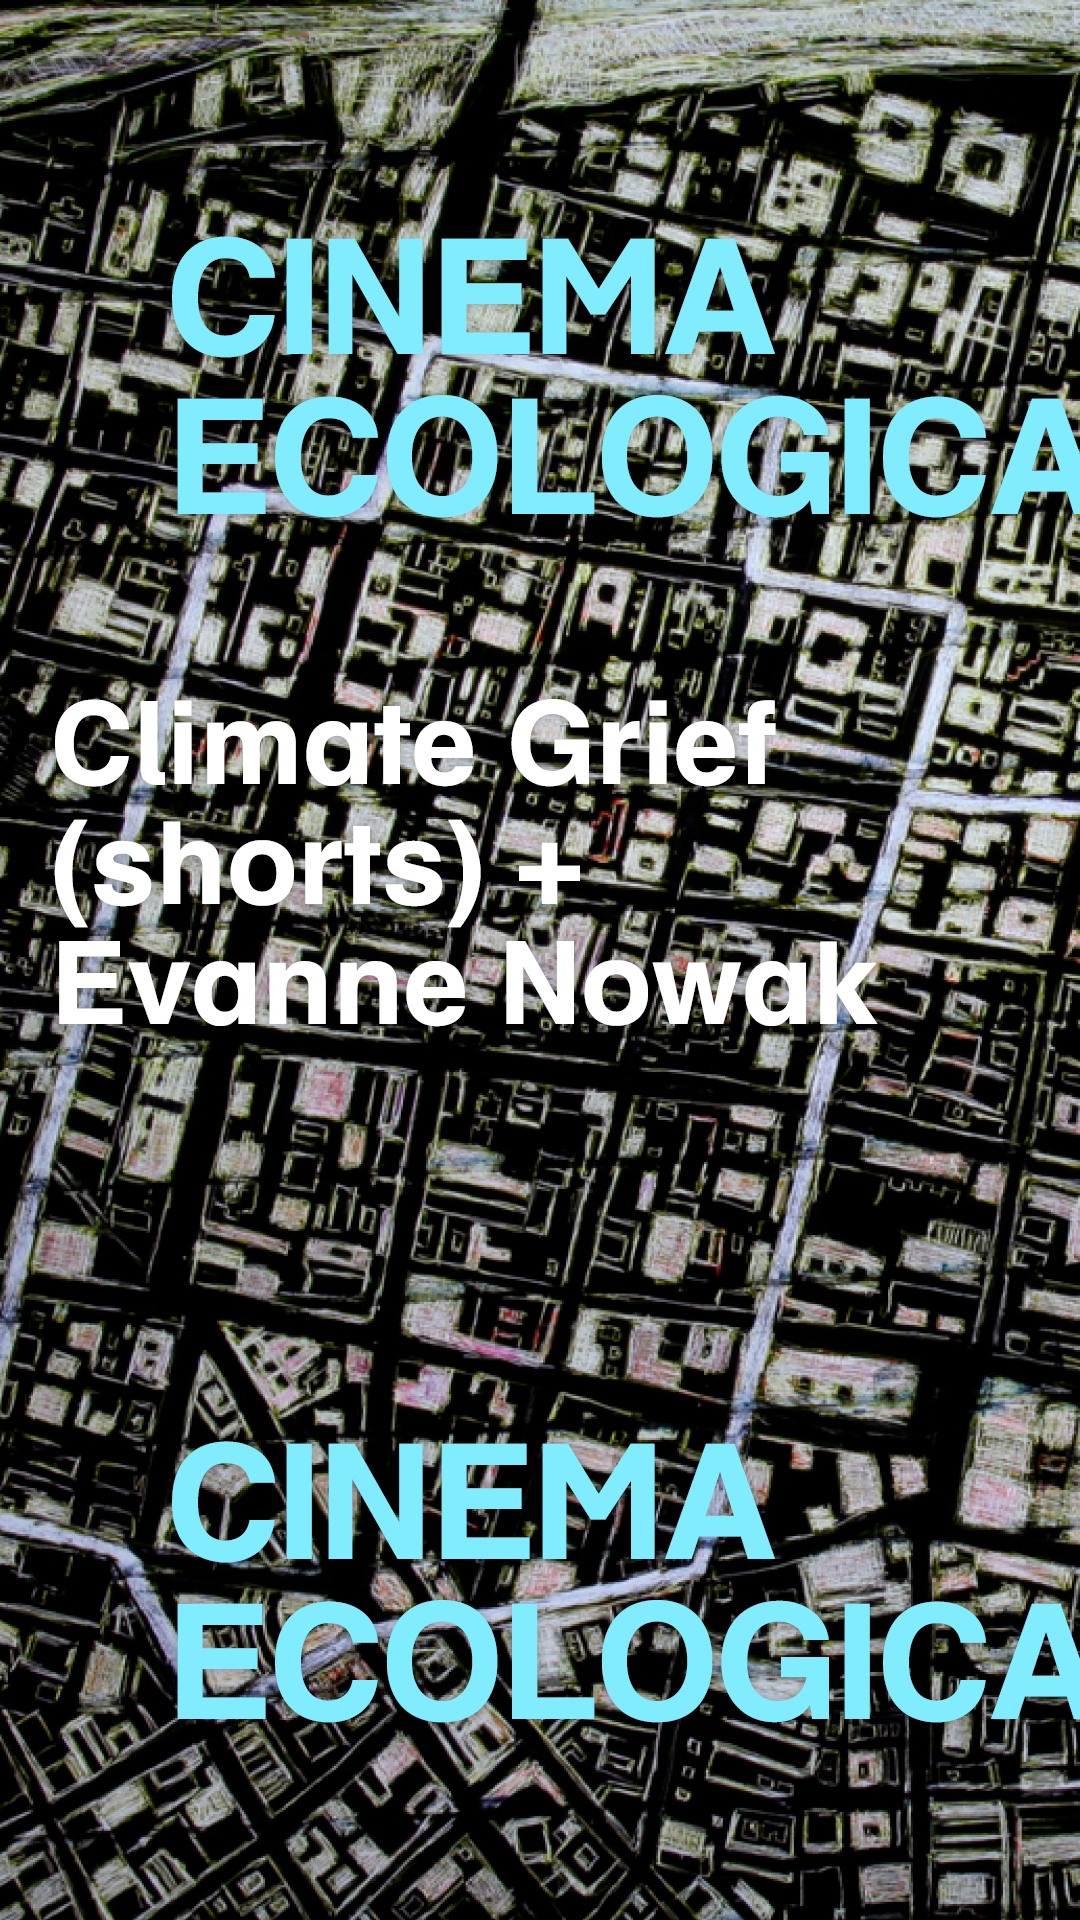 CINEMA
ECOLOGICA
Climate Grief
(shorts) +
Evanne Nowak
CINEMA
ECOLOGICA